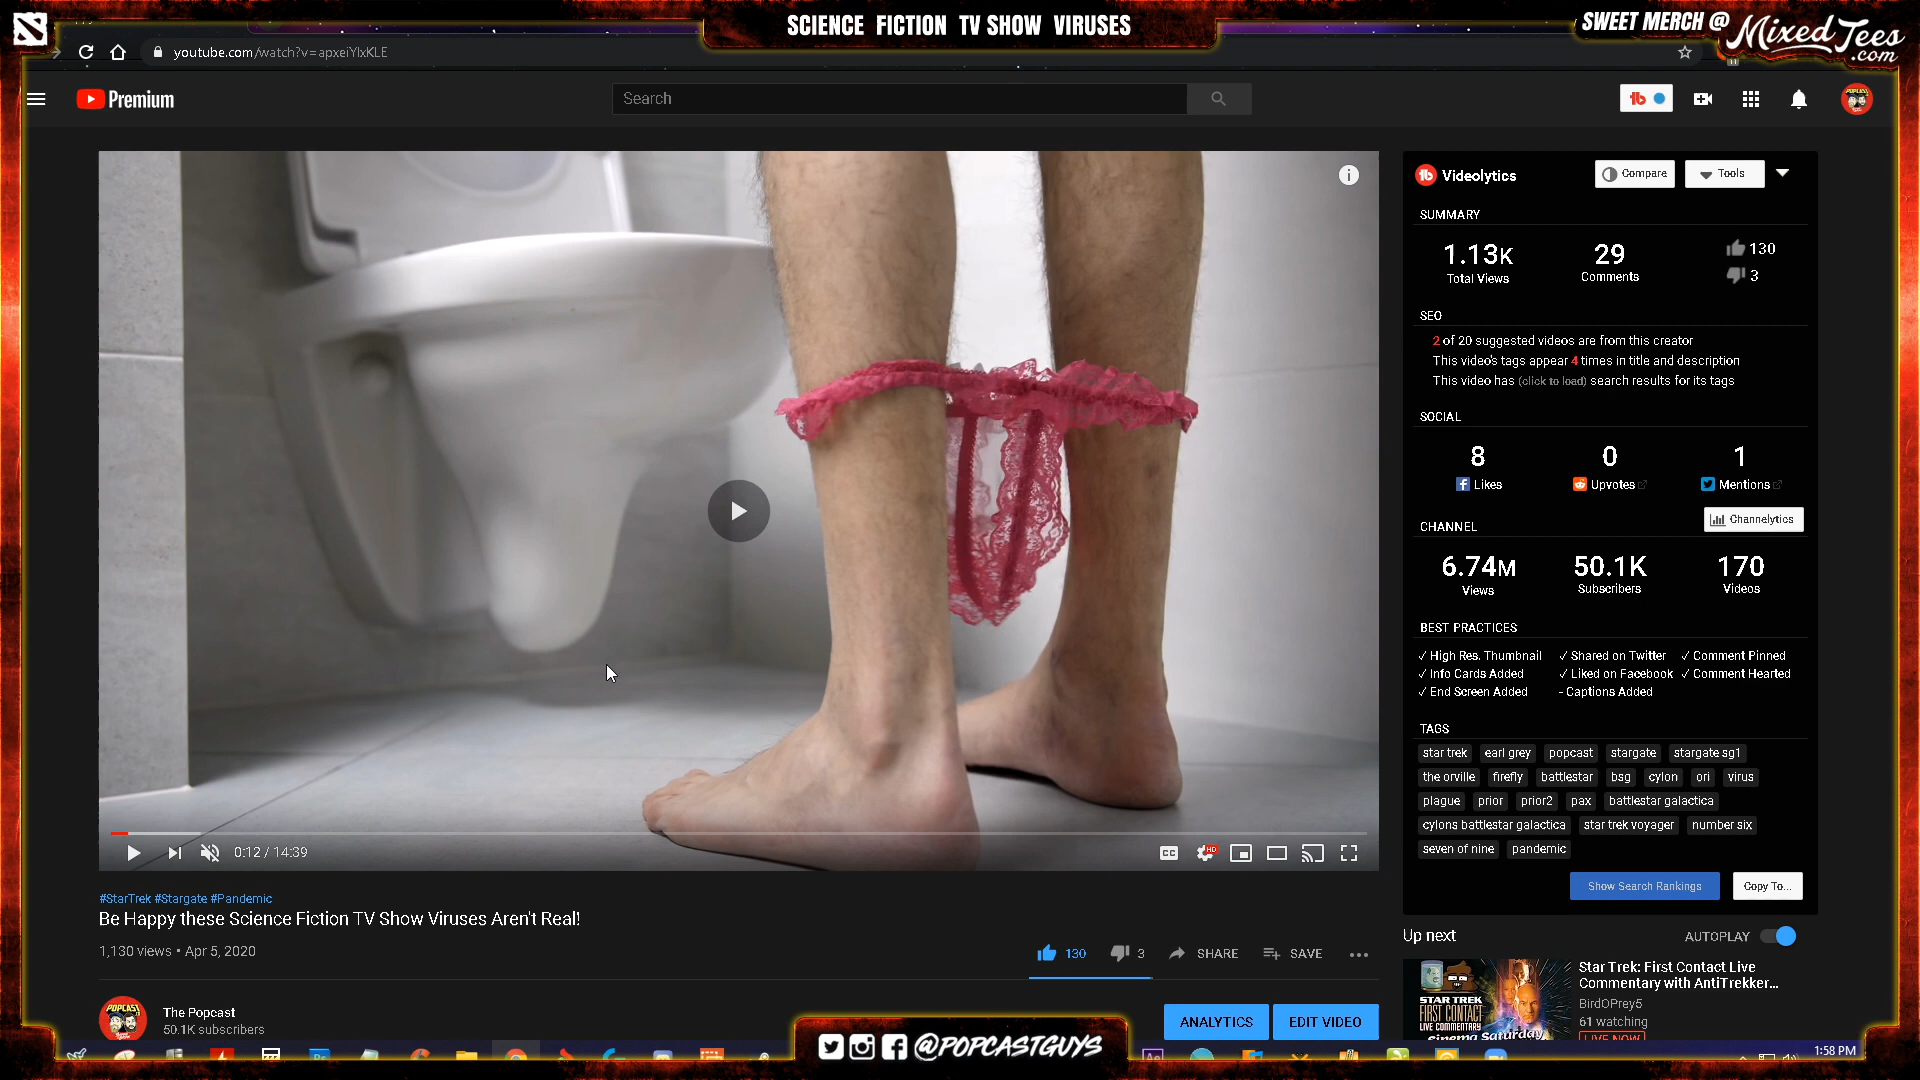 SCIENCE FICTION TV SHOW VIRUSES
SWEET MERCH @
MixedTees
.com
youtube.com/watch?v=apxeiYlxKLE
Premium
Search
Videolytics
Compare
Tools
SUMMARY
1.13K
29
130
Total Views
Comments
3
SEO
2 of 20 suggested videos are from this creator
This video's tags appear 4 times in title and description
This video has (click to load) search results for its tags
SOCIAL
8
0
1
Likes
Upvotes
Mentions
CHANNEL
Channelytics
6.74M
50.1K
170
Views
Subscribers
Videos
BEST PRACTICES
✓ High Res. Thumbnail ✓ Shared on Twitter ✓ Comment Pinned
✓ Info Cards Added ✓ Liked on Facebook ✓ Comment Hearted
✓ End Screen Added - Captions Added
TAGS
star trek earl grey popcast stargate stargate sg1
the orville firefly battlestar bsg cylon ori virus
plague prior prior2 pax battlestar galactica
cylons battlestar galactica star trek voyager number six
seven of nine pandemic
Show Search Rankings
Copy To...
0:12 / 14:39
CC
HD
#StarTrek #Stargate #Pandemic
Be Happy these Science Fiction TV Show Viruses Aren't Real!
1,130 views • Apr 5, 2020
130
3
SHARE
SAVE
The Popcast
50.1K subscribers
ANALYTICS
EDIT VIDEO
Up next
AUTOPLAY
STAR TREK
FIRST CONTACT
LIVE COMMENTARY
Cinema Saturday
Star Trek: First Contact Live
Commentary with AntiTrekker...
BirdOPrey5
61 watching
LIVE NOW
@POPCASTGUYS
1:58 PM